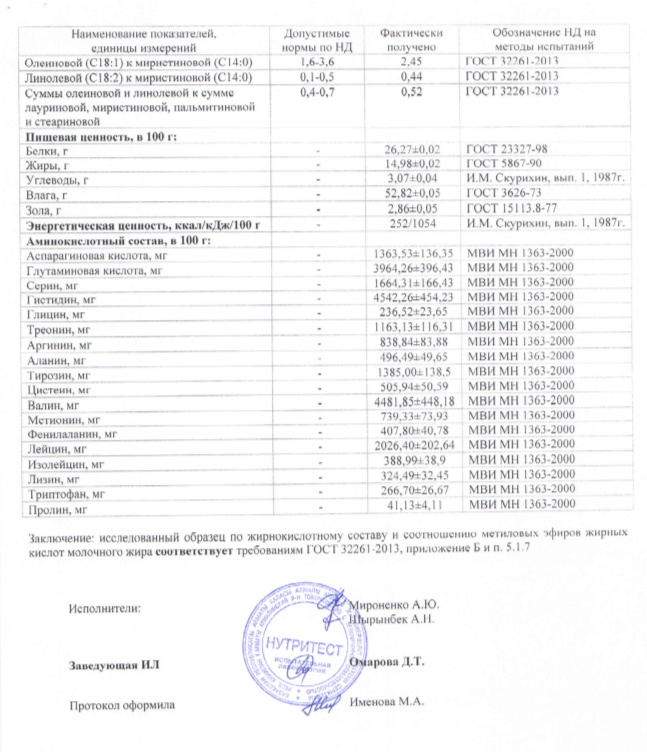 Наименование показателей, единицы измерений | Допустимые нормы по НД | Фактически получено | Обозначение НД на методы испытаний
Олеиновой (С18:1) к миристиновой (С14:0) | 1,6-3,6 | 2,45 | ГОСТ 32261-2013
Линолевой (С18:2) к миристиновой (С14:0) | 0,1-0,5 | 0,44 | ГОСТ 32261-2013
Суммы олеиновой и линолевой к сумме лауриновой, миристиновой, пальмитиновой и стеариновой | 0,4-0,7 | 0,52 | ГОСТ 32261-2013
Пищевая ценность, в 100 г:
Белки, г | - | 26,27±0,02 | ГОСТ 23327-98
Жиры, г | - | 14,98±0,02 | ГОСТ 5867-90
Углеводы, г | - | 3,07±0,04 | И.М. Скурихин, вып. 1, 1987г.
Влага, г | - | 52,82±0,05 | ГОСТ 3626-73
Зола, г | - | 2,86±0,05 | ГОСТ 15113.8-77
Энергетическая ценность, ккал/кДж/100 г | - | 252/1054 | И.М. Скурихин, вып. 1, 1987г.
Аминокислотный состав, в 100 г:
Аспарагиновая кислота, мг | - | 1363,53±136,35 | МВИ МН 1363-2000
Глутаминовая кислота, мг | - | 3964,26±396,43 | МВИ МН 1363-2000
Серин, мг | - | 1664,31±166,43 | МВИ МН 1363-2000
Гистидин, мг | - | 4542,26±454,23 | МВИ МН 1363-2000
Глицин, мг | - | 236,52±23,65 | МВИ МН 1363-2000
Треонин, мг | - | 1163,13±116,31 | МВИ МН 1363-2000
Аргинин, мг | - | 838,84±83,88 | МВИ МН 1363-2000
Аланин, мг | - | 496,49±49,65 | МВИ МН 1363-2000
Тирозин, мг | - | 1385,00±138,5 | МВИ МН 1363-2000
Цистеин, мг | - | 505,94±50,59 | МВИ МН 1363-2000
Валин, мг | - | 4481,85±448,18 | МВИ МН 1363-2000
Метионин, мг | - | 739,33±73,93 | МВИ МН 1363-2000
Фенилаланин, мг | - | 407,80±40,78 | МВИ МН 1363-2000
Лейцин, мг | - | 2026,40±202,64 | МВИ МН 1363-2000
Изолейцин, мг | - | 388,99±38,9 | МВИ МН 1363-2000
Лизин, мг | - | 324,49±32,45 | МВИ МН 1363-2000
Триптофан, мг | - | 266,70±26,67 | МВИ МН 1363-2000
Пролин, мг | - | 41,13±4,11 | МВИ МН 1363-2000
Заключение: исследованный образец по жирнокислотному составу и соотношению метиловых эфиров жирных
кислот молочного жира соответствует требованиям ГОСТ 32261-2013, приложение Б и п. 5.1.7
Исполнители: Мироненко А.Ю.
Шырынбек А.Н.
НУТРИТЕСТ
ИСПЫТАТЕЛЬНАЯ
ЛАБОРАТОРИЯ
Заведующая ИЛ Омарова Д.Т.
Протокол оформила Именова М.А.